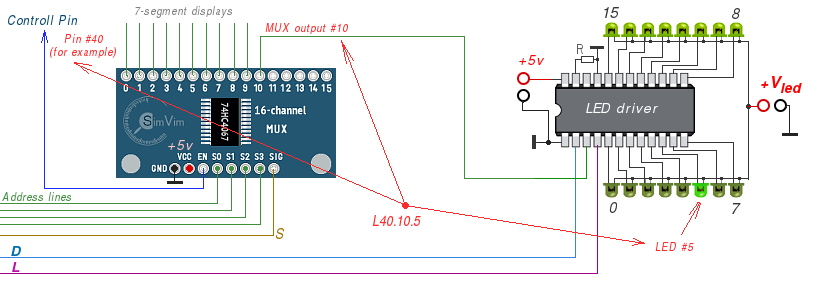 7-segment displays
Controll Pin
MUX output #10
15
8
Pin #40
(for example)
R
+5v
+Vled
0 1 2 3 4 5 6 7 8 9 10 11 12 13 14 15
74HC4067
16-channel
MUX
LED driver
SimVim
+5v
GND VCC EN S0 S1 S2 S3 SIG
Address lines
0
7
L40.10.5
S
LED #5
D
L